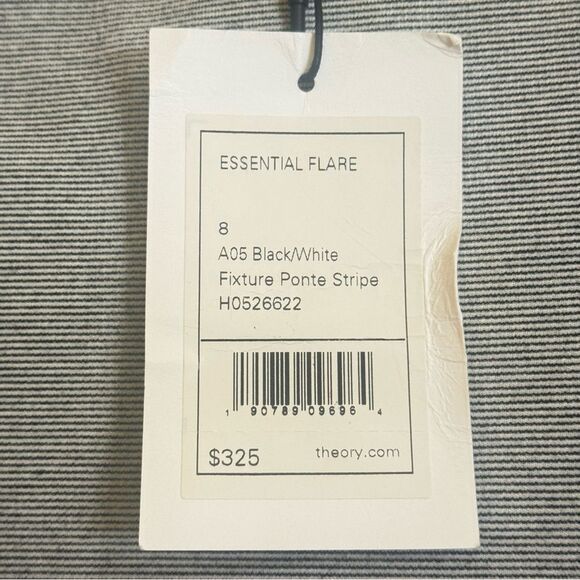 ESSENTIAL FLARE
8
A05 Black/White
Fixture Ponte Stripe
H0526622
1 90789 09696 4
$325 theory.com